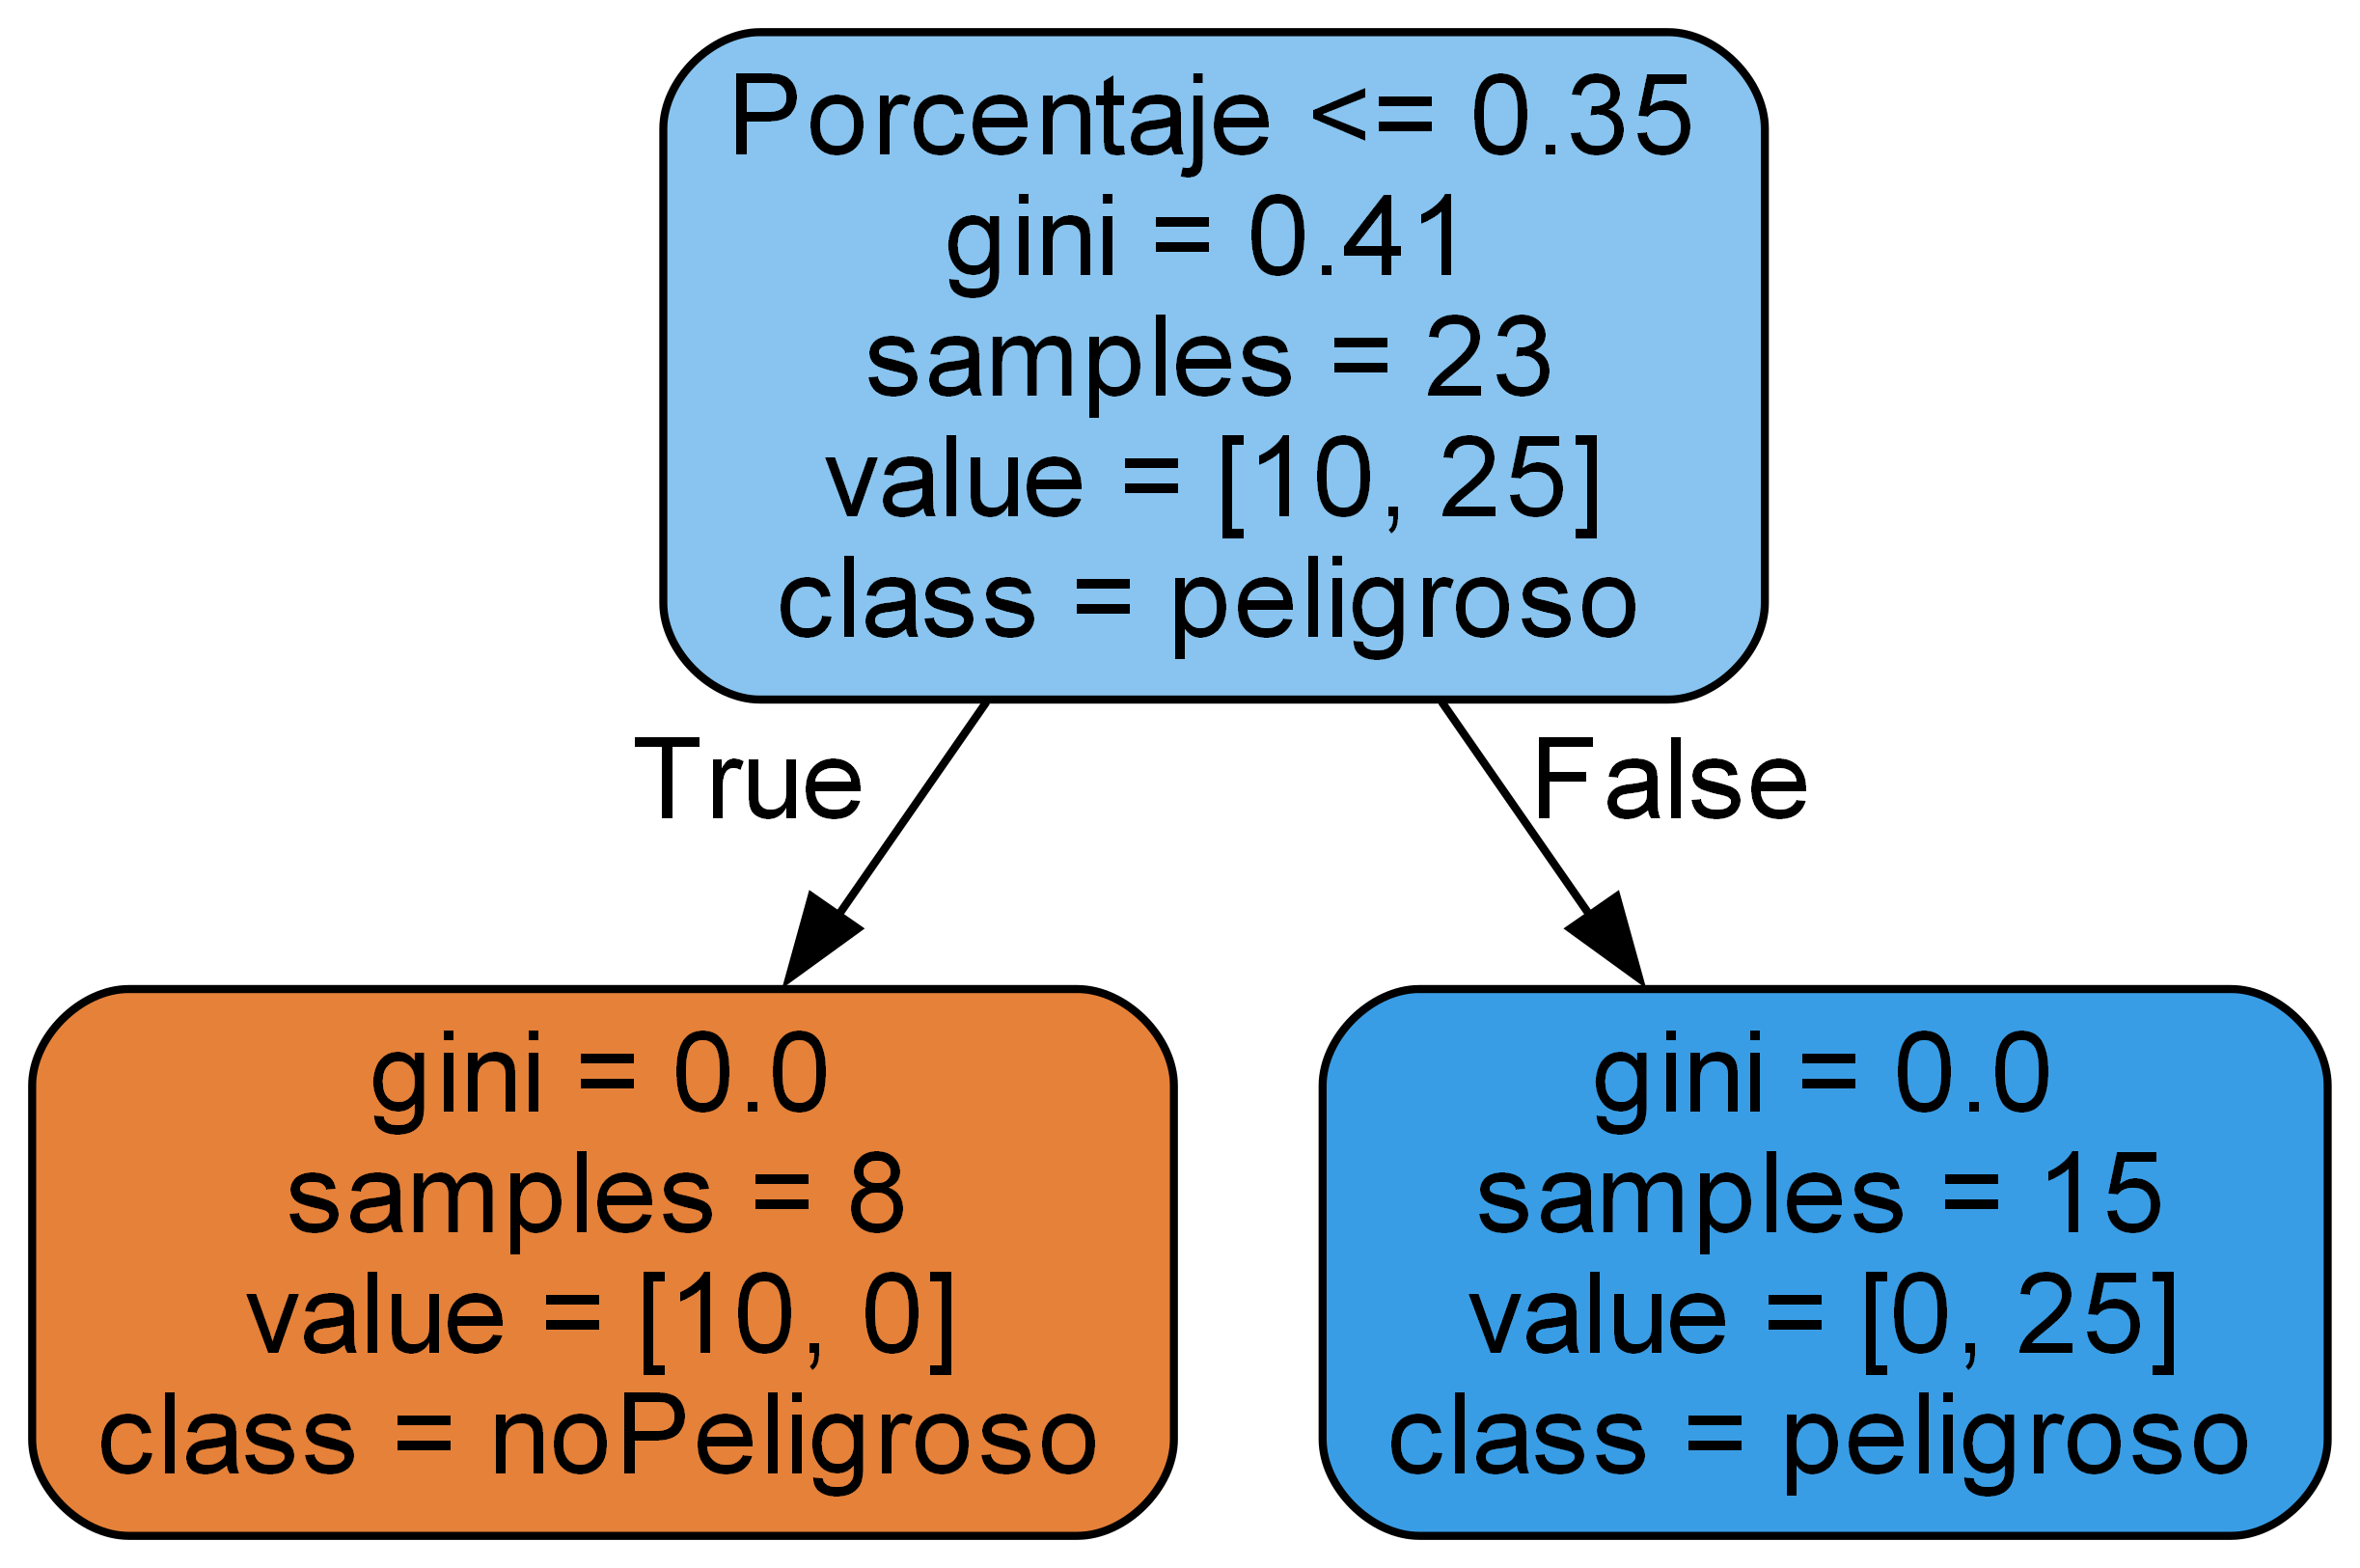 Porcentaje <= 0.35
gini = 0.41
samples = 23
value = [10, 25]
class = peligroso
True
False
gini = 0.0
samples = 8
value = [10, 0]
class = noPeligroso
gini = 0.0
samples = 15
value = [0, 25]
class = peligroso